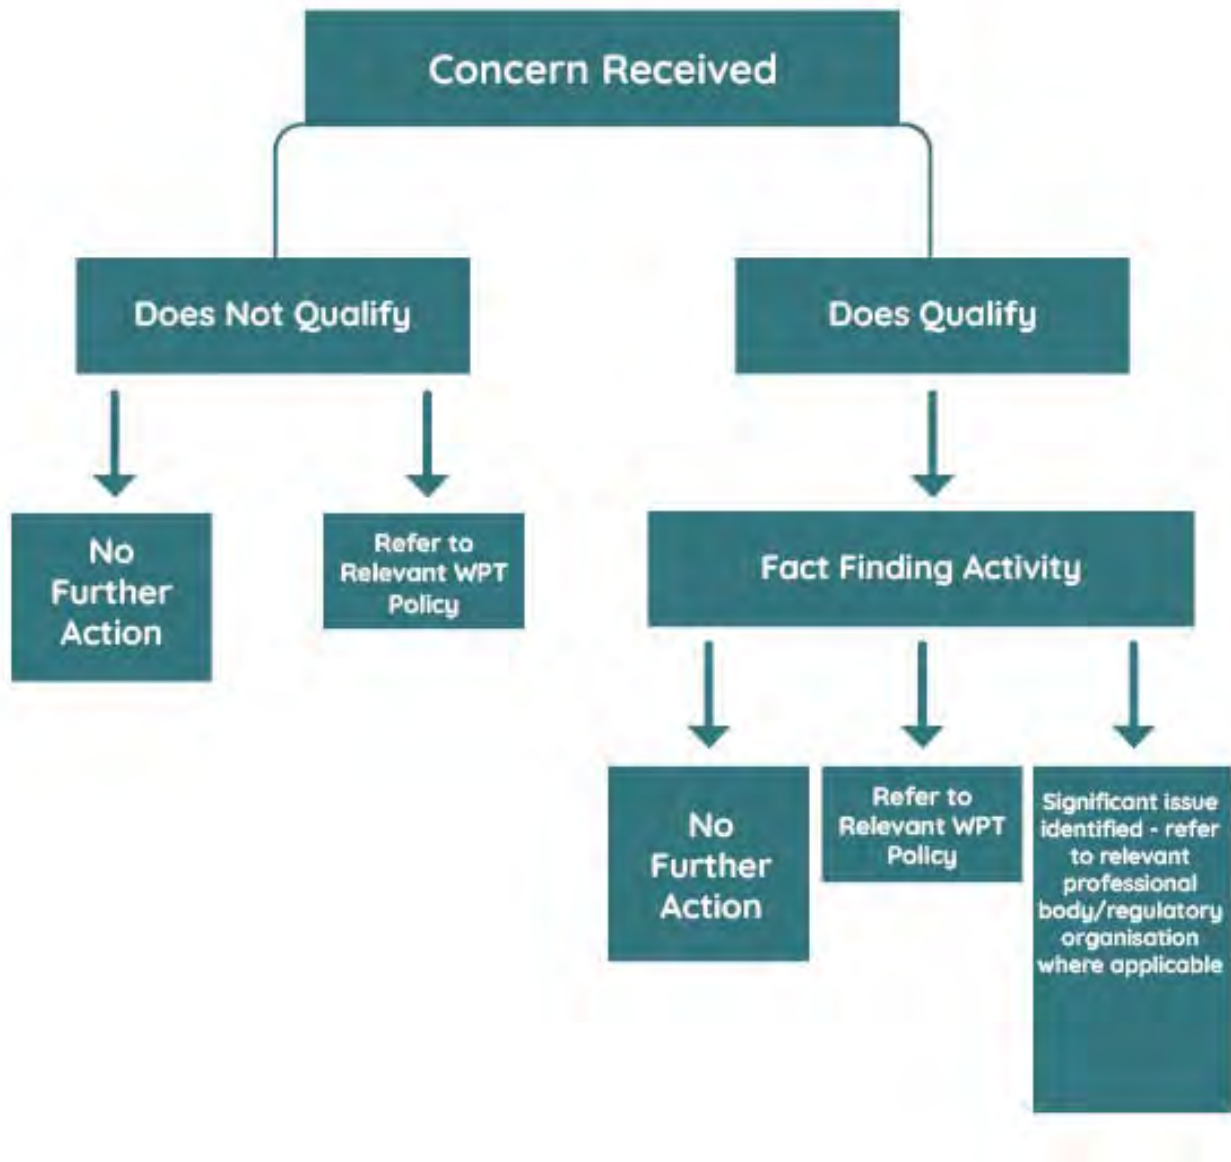 Concern Received
Does Not Qualify
Does Qualify
No
Further
Action
Refer to
Relevant WPT
Policy
Fact Finding Activity
No
Further
Action
Refer to
Relevant WPT
Policy
Significant issue
identified - refer
to relevant
professional
body/regulatory
organisation
where applicable